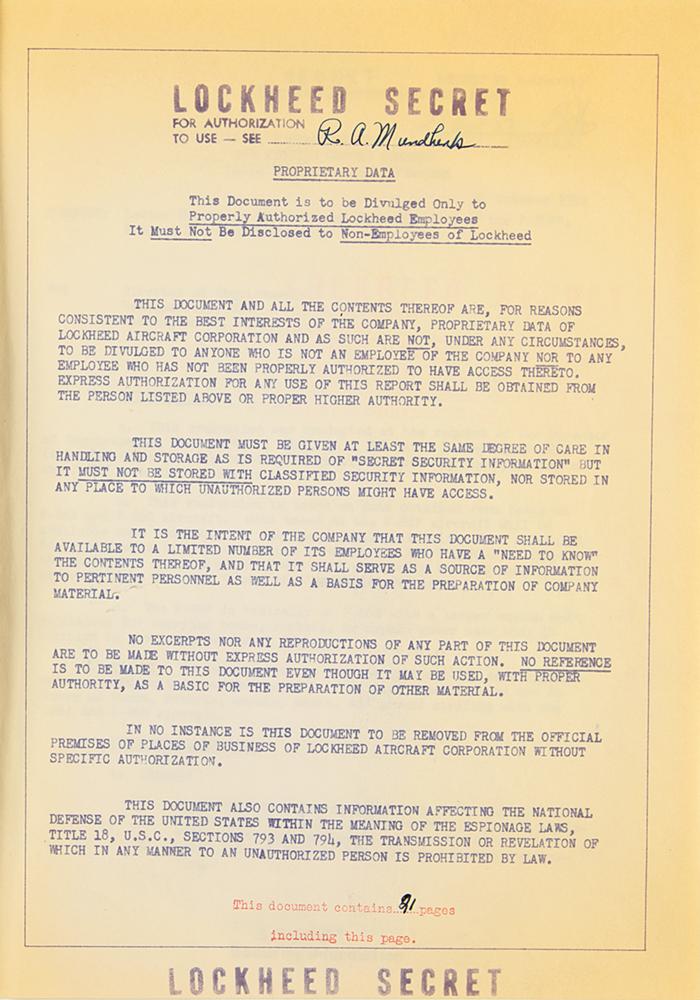 LOCKHEED SECRET
FOR AUTHORIZATION
TO USE — SEE R. A. Mundhenk
PROPRIETARY DATA
This Document is to be Divulged Only to
Properly Authorized Lockheed Employees
It Must Not Be Disclosed to Non-Employees of Lockheed
THIS DOCUMENT AND ALL THE CONTENTS THEREOF ARE, FOR REASONS
CONSISTENT TO THE BEST INTERESTS OF THE COMPANY, PROPRIETARY DATA OF
LOCKHEED AIRCRAFT CORPORATION AND AS SUCH ARE NOT, UNDER ANY CIRCUMSTANCES,
TO BE DIVULGED TO ANYONE WHO IS NOT AN EMPLOYEE OF THE COMPANY NOR TO ANY
EMPLOYEE WHO HAS NOT BEEN PROPERLY AUTHORIZED TO HAVE ACCESS THERETO.
EXPRESS AUTHORIZATION FOR ANY USE OF THIS REPORT SHALL BE OBTAINED FROM
THE PERSON LISTED ABOVE OR PROPER HIGHER AUTHORITY.
THIS DOCUMENT MUST BE GIVEN AT LEAST THE SAME DEGREE OF CARE IN
HANDLING AND STORAGE AS IS REQUIRED OF "SECRET SECURITY INFORMATION" BUT
IT MUST NOT BE STORED WITH CLASSIFIED SECURITY INFORMATION, NOR STORED IN
ANY PLACE TO WHICH UNAUTHORIZED PERSONS MIGHT HAVE ACCESS.
IT IS THE INTENT OF THE COMPANY THAT THIS DOCUMENT SHALL BE
AVAILABLE TO A LIMITED NUMBER OF ITS EMPLOYEES WHO HAVE A "NEED TO KNOW"
THE CONTENTS THEREOF, AND THAT IT SHALL SERVE AS A SOURCE OF INFORMATION
TO PERTINENT PERSONNEL AS WELL AS A BASIS FOR THE PREPARATION OF COMPANY
MATERIAL.
NO EXCERPTS NOR ANY REPRODUCTIONS OF ANY PART OF THIS DOCUMENT
ARE TO BE MADE WITHOUT EXPRESS AUTHORIZATION OF SUCH ACTION. NO REFERENCE
IS TO BE MADE TO THIS DOCUMENT EVEN THOUGH IT MAY BE USED, WITH PROPER
AUTHORITY, AS A BASIC FOR THE PREPARATION OF OTHER MATERIAL.
IN NO INSTANCE IS THIS DOCUMENT TO BE REMOVED FROM THE OFFICIAL
PREMISES OF PLACES OF BUSINESS OF LOCKHEED AIRCRAFT CORPORATION WITHOUT
SPECIFIC AUTHORIZATION.
THIS DOCUMENT ALSO CONTAINS INFORMATION AFFECTING THE NATIONAL
DEFENSE OF THE UNITED STATES WITHIN THE MEANING OF THE ESPIONAGE LAWS,
TITLE 18, U.S.C., SECTIONS 793 AND 794, THE TRANSMISSION OR REVELATION OF
WHICH IN ANY MANNER TO AN UNAUTHORIZED PERSON IS PROHIBITED BY LAW.
This document contains pages
including this page.
LOCKHEED SECRET